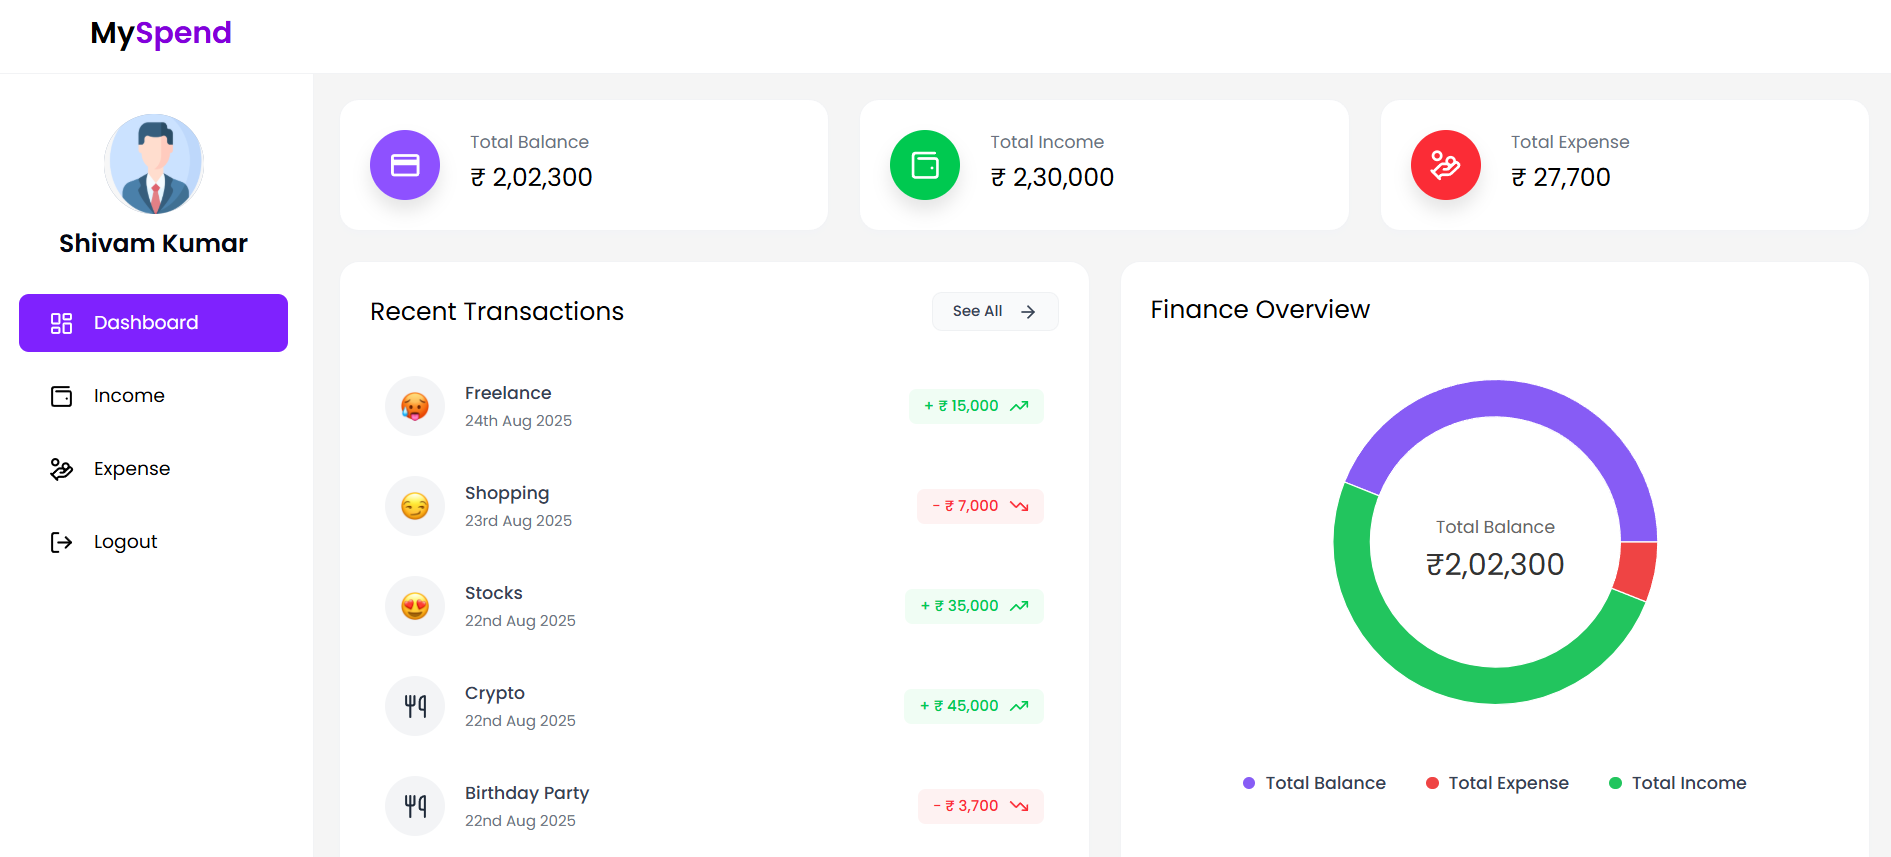 MySpend
Shivam Kumar
Dashboard
Income
Expense
Logout
Total Balance
₹ 2,02,300
Total Income
₹ 2,30,000
Total Expense
₹ 27,700
Recent Transactions
See All
Freelance
24th Aug 2025
+ ₹ 15,000
Shopping
23rd Aug 2025
- ₹ 7,000
Stocks
22nd Aug 2025
+ ₹ 35,000
Crypto
22nd Aug 2025
+ ₹ 45,000
Birthday Party
22nd Aug 2025
- ₹ 3,700
Finance Overview
Total Balance
₹2,02,300
Total Balance
Total Expense
Total Income